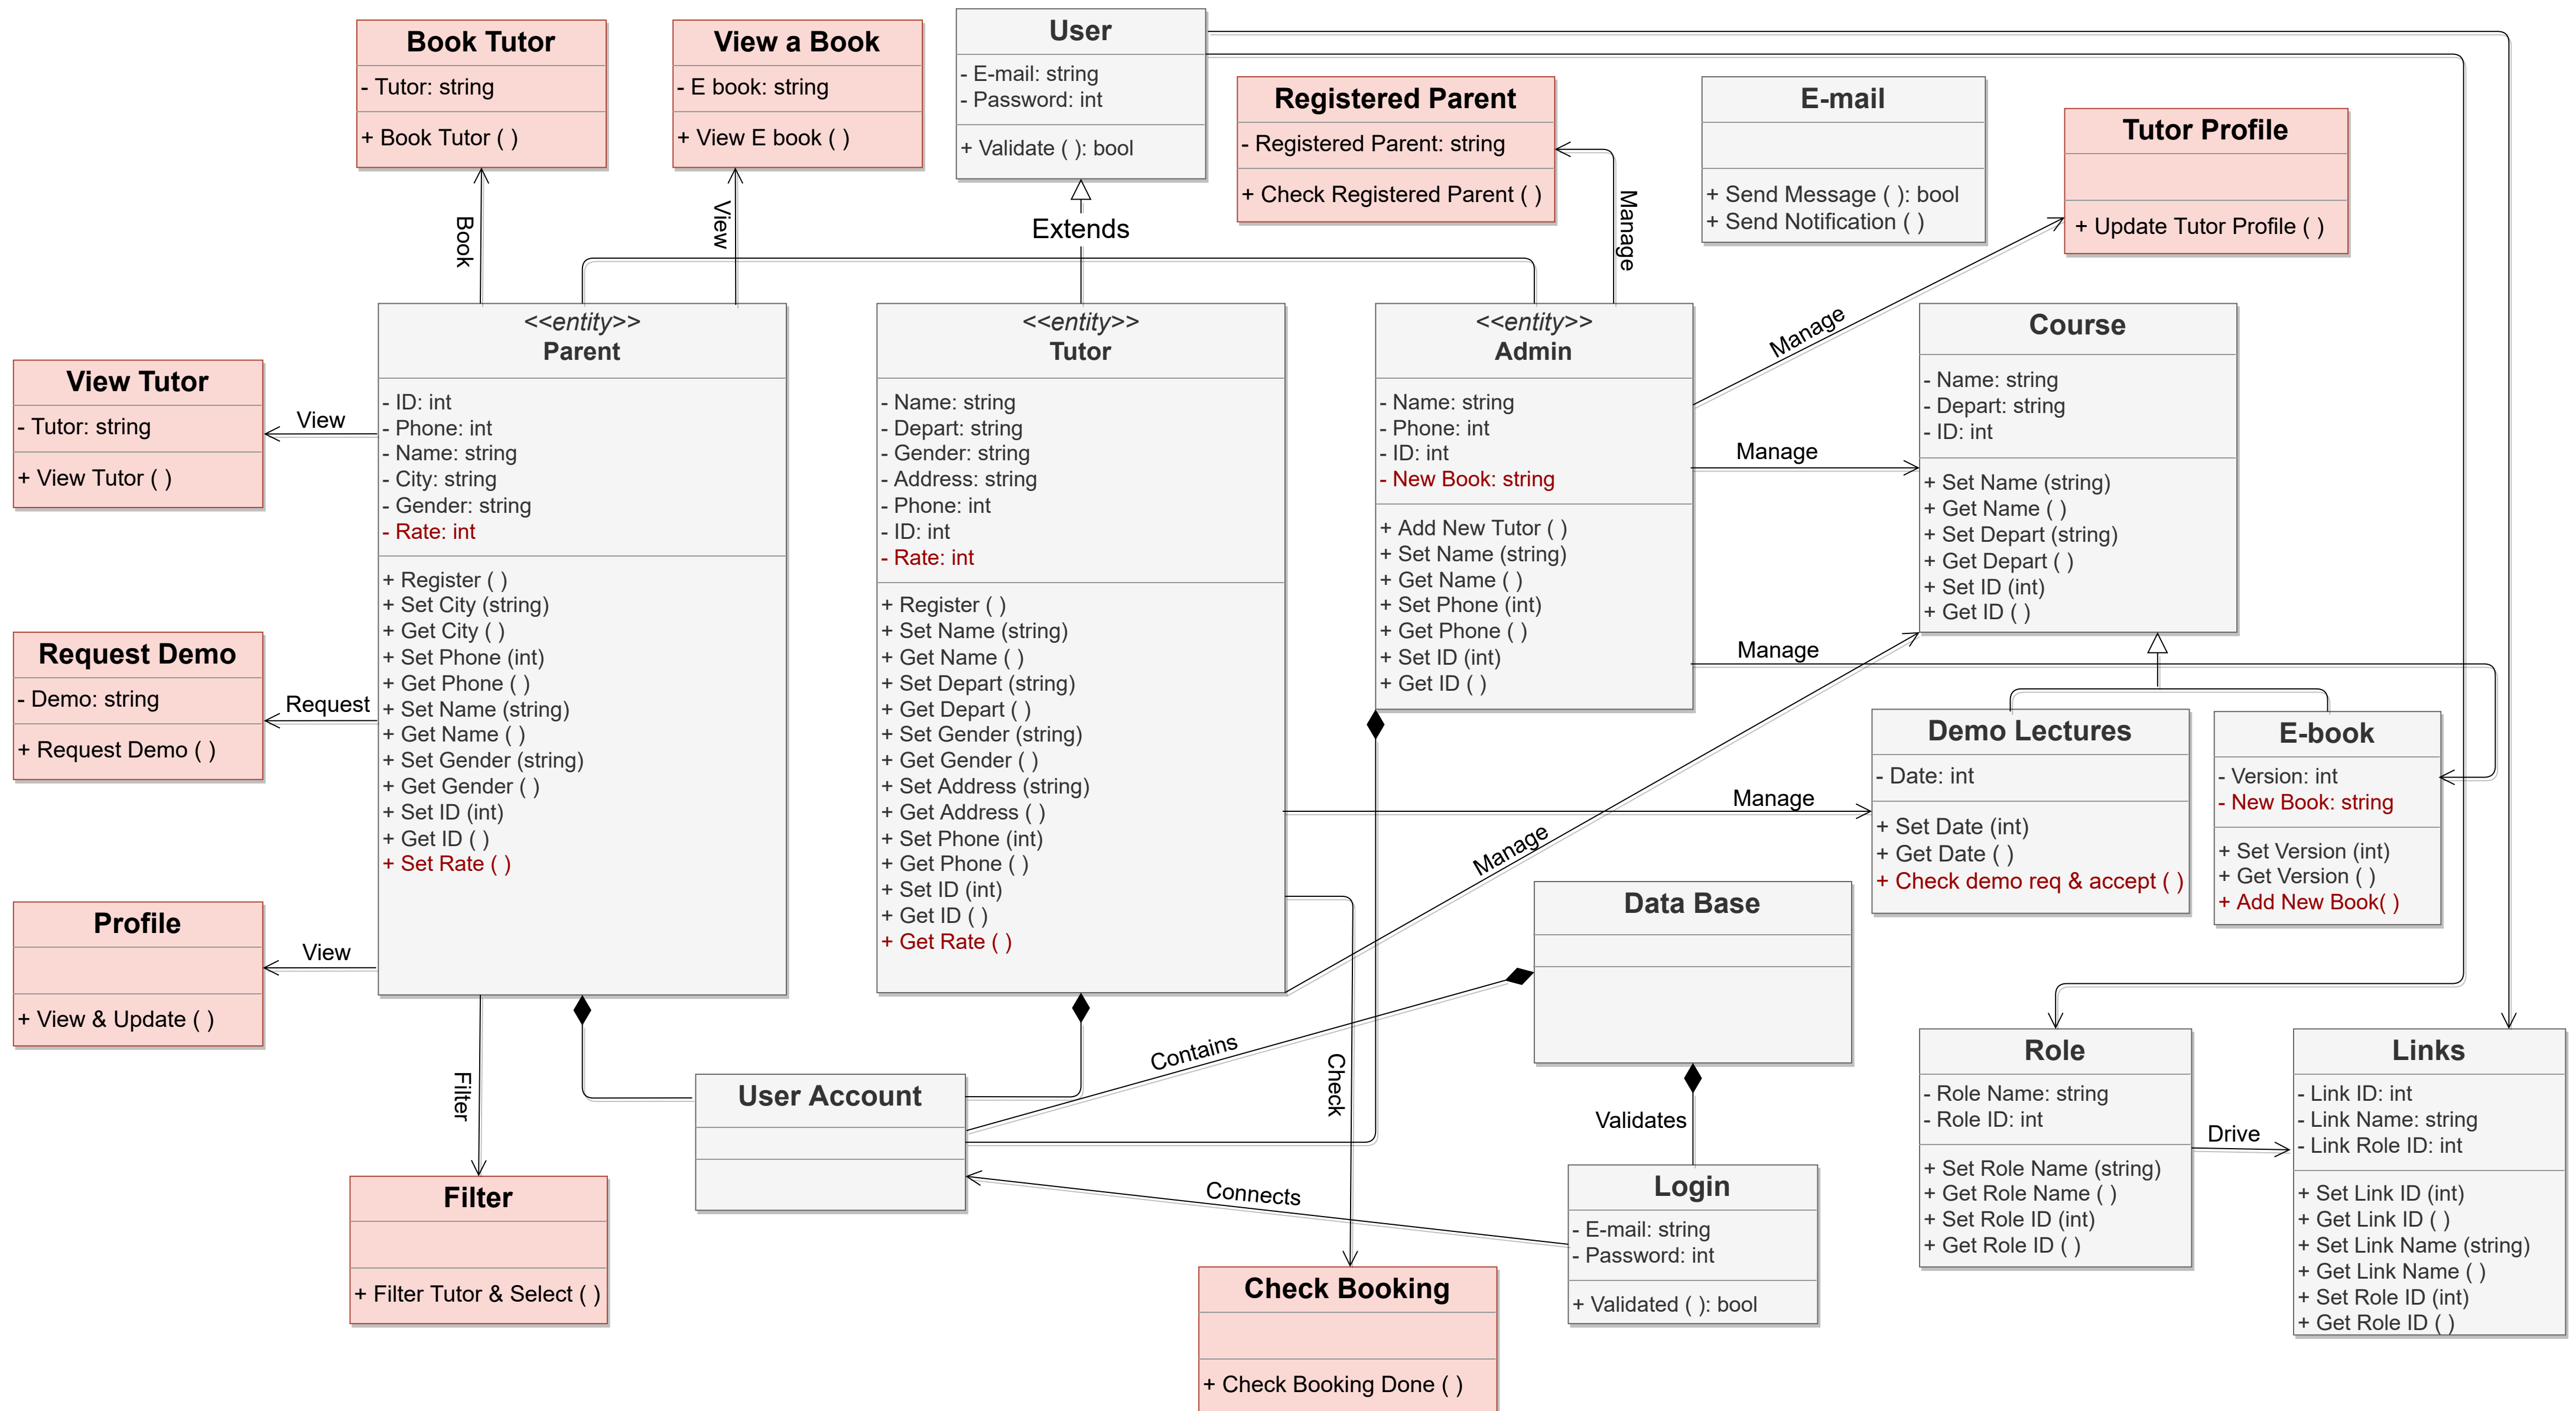 Book Tutor
- Tutor: string
+ Book Tutor ( )
View a Book
- E book: string
+ View E book ( )
User
- E-mail: string
- Password: int
+ Validate ( ): bool
Registered Parent
- Registered Parent: string
+ Check Registered Parent ( )
E-mail
+ Send Message ( ): bool
+ Send Notification ( )
Tutor Profile
+ Update Tutor Profile ( )
Book
View
Extends
Manage
Manage
View Tutor
- Tutor: string
+ View Tutor ( )
View
<<entity>>
Parent
- ID: int
- Phone: int
- Name: string
- City: string
- Gender: string
- Rate: int
+ Register ( )
+ Set City (string)
+ Get City ( )
+ Set Phone (int)
+ Get Phone ( )
+ Set Name (string)
+ Get Name ( )
+ Set Gender (string)
+ Get Gender ( )
+ Set ID (int)
+ Get ID ( )
+ Set Rate ( )
<<entity>>
Tutor
- Name: string
- Depart: string
- Gender: string
- Address: string
- Phone: int
- ID: int
- Rate: int
+ Register ( )
+ Set Name (string)
+ Get Name ( )
+ Set Depart (string)
+ Get Depart ( )
+ Set Gender (string)
+ Get Gender ( )
+ Set Address (string)
+ Get Address ( )
+ Set Phone (int)
+ Get Phone ( )
+ Set ID (int)
+ Get ID ( )
+ Get Rate ( )
<<entity>>
Admin
- Name: string
- Phone: int
- ID: int
- New Book: string
+ Add New Tutor ( )
+ Set Name (string)
+ Get Name ( )
+ Set Phone (int)
+ Get Phone ( )
+ Set ID (int)
+ Get ID ( )
Manage
Manage
Course
- Name: string
- Depart: string
- ID: int
+ Set Name (string)
+ Get Name ( )
+ Set Depart (string)
+ Get Depart ( )
+ Set ID (int)
+ Get ID ( )
Request Demo
- Demo: string
+ Request Demo ( )
Request
Demo Lectures
- Date: int
+ Set Date (int)
+ Get Date ( )
+ Check demo req & accept ( )
E-book
- Version: int
- New Book: string
+ Set Version (int)
+ Get Version ( )
+ Add New Book( )
Manage
Manage
Profile
+ View & Update ( )
View
Data Base
Filter
Contains
Check
Validates
User Account
Connects
Filter
+ Filter Tutor & Select ( )
Login
- E-mail: string
- Password: int
+ Validated ( ): bool
Check Booking
+ Check Booking Done ( )
Role
- Role Name: string
- Role ID: int
+ Set Role Name (string)
+ Get Role Name ( )
+ Set Role ID (int)
+ Get Role ID ( )
Drive
Links
- Link ID: int
- Link Name: string
- Link Role ID: int
+ Set Link ID (int)
+ Get Link ID ( )
+ Set Link Name (string)
+ Get Link Name ( )
+ Set Role ID (int)
+ Get Role ID ( )